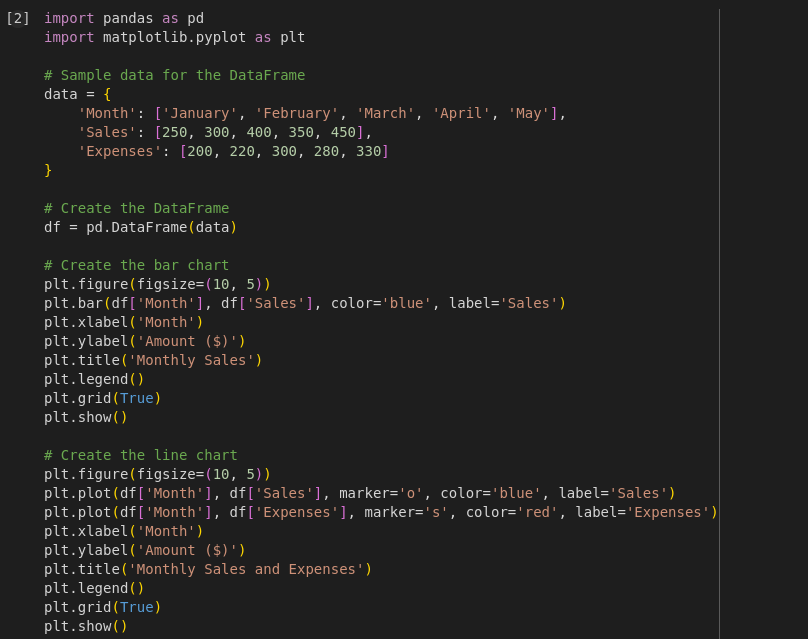 [2] import pandas as pd
import matplotlib.pyplot as plt

# Sample data for the DataFrame
data = {
    'Month': ['January', 'February', 'March', 'April', 'May'],
    'Sales': [250, 300, 400, 350, 450],
    'Expenses': [200, 220, 300, 280, 330]
}

# Create the DataFrame
df = pd.DataFrame(data)

# Create the bar chart
plt.figure(figsize=(10, 5))
plt.bar(df['Month'], df['Sales'], color='blue', label='Sales')
plt.xlabel('Month')
plt.ylabel('Amount ($)')
plt.title('Monthly Sales')
plt.legend()
plt.grid(True)
plt.show()

# Create the line chart
plt.figure(figsize=(10, 5))
plt.plot(df['Month'], df['Sales'], marker='o', color='blue', label='Sales')
plt.plot(df['Month'], df['Expenses'], marker='s', color='red', label='Expenses')
plt.xlabel('Month')
plt.ylabel('Amount ($)')
plt.title('Monthly Sales and Expenses')
plt.legend()
plt.grid(True)
plt.show()